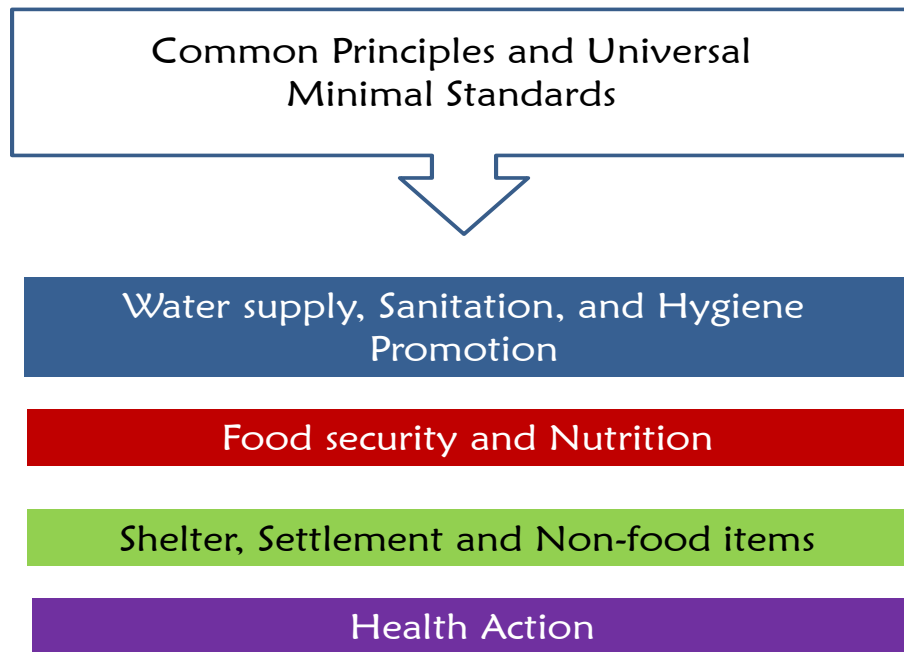 Common Principles and Universal
Minimal Standards
Water supply, Sanitation, and Hygiene
Promotion
Food security and Nutrition
Shelter, Settlement and Non-food items
Health Action